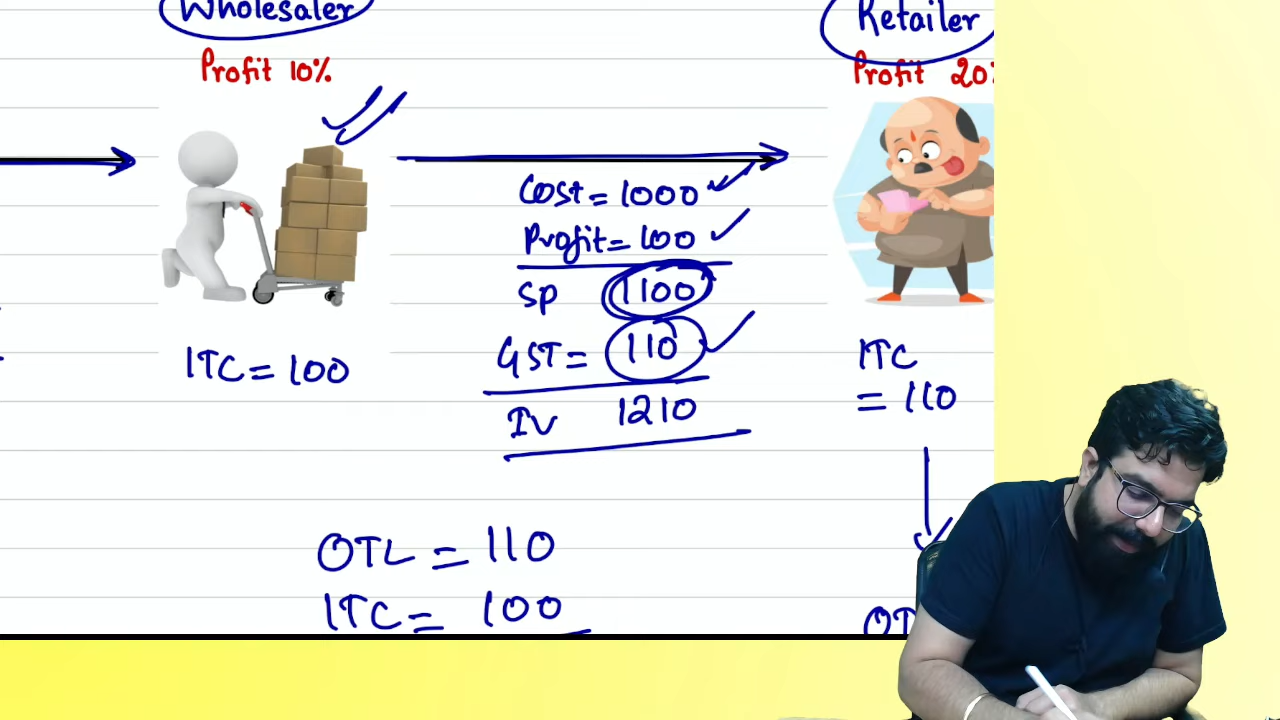 Wholesaler
Profit 10%
Retailer
Profit 20%
Cost = 1000
Profit = 100
SP 1100
GST = 110
IV 1210
ITC = 100
ITC
= 110
OTL = 110
ITC = 100